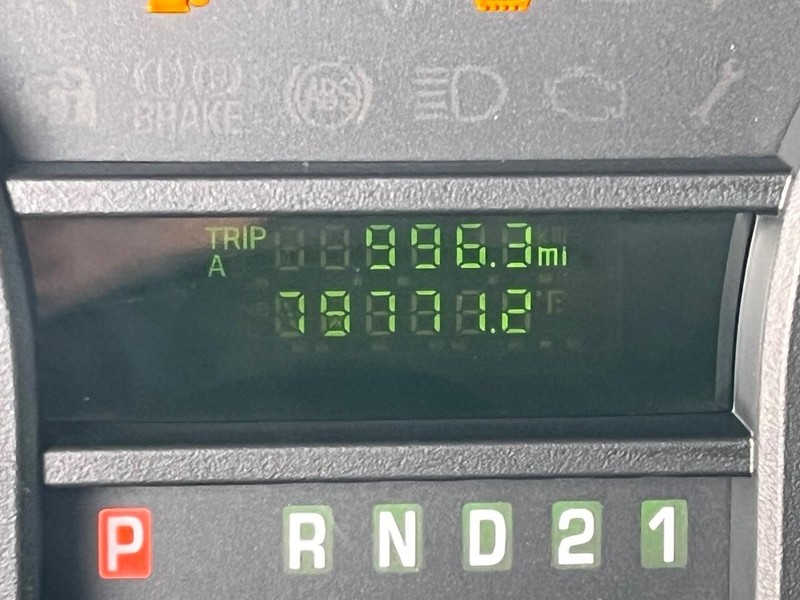 BRAKE ABS
TRIP 996.3 mi
A
79771.2
P R N D 2 1